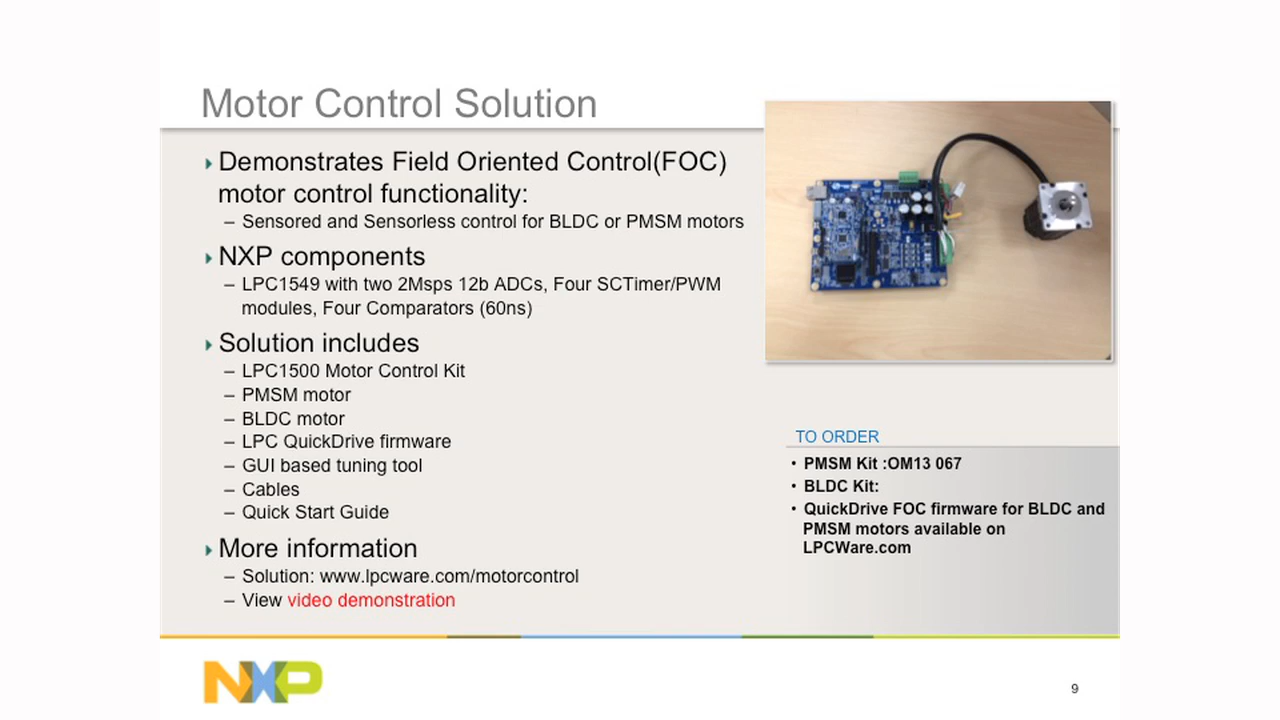 Motor Control Solution
Demonstrates Field Oriented Control(FOC)
motor control functionality:
– Sensored and Sensorless control for BLDC or PMSM motors
NXP components
– LPC1549 with two 2Msps 12b ADCs, Four SCTimer/PWM
modules, Four Comparators (60ns)
Solution includes
– LPC1500 Motor Control Kit
– PMSM motor
– BLDC motor
– LPC QuickDrive firmware
– GUI based tuning tool
– Cables
– Quick Start Guide
More information
– Solution: www.lpcware.com/motorcontrol
– View video demonstration
TO ORDER
• PMSM Kit :OM13 067
• BLDC Kit:
• QuickDrive FOC firmware for BLDC and
PMSM motors available on
LPCWare.com
NXP
9